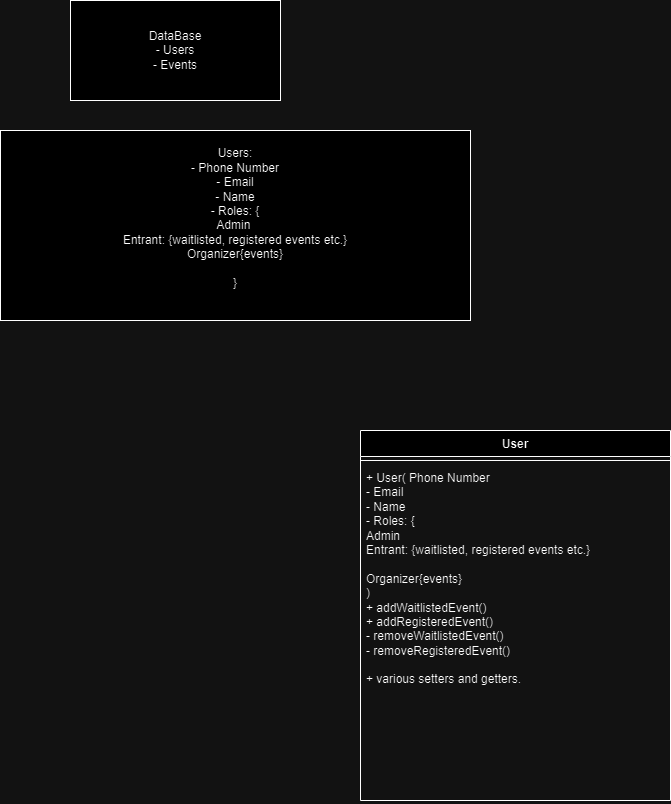 DataBase
- Users
- Events
Users:
- Phone Number
- Email
- Name
- Roles: {
Admin
Entrant: {waitlisted, registered events etc.}
Organizer{events}
}
User
+ User( Phone Number
- Email
- Name
- Roles: {
Admin
Entrant: {waitlisted, registered events etc.}
Organizer{events}
)
+ addWaitlistedEvent()
+ addRegisteredEvent()
- removeWaitlistedEvent()
- removeRegisteredEvent()
+ various setters and getters.